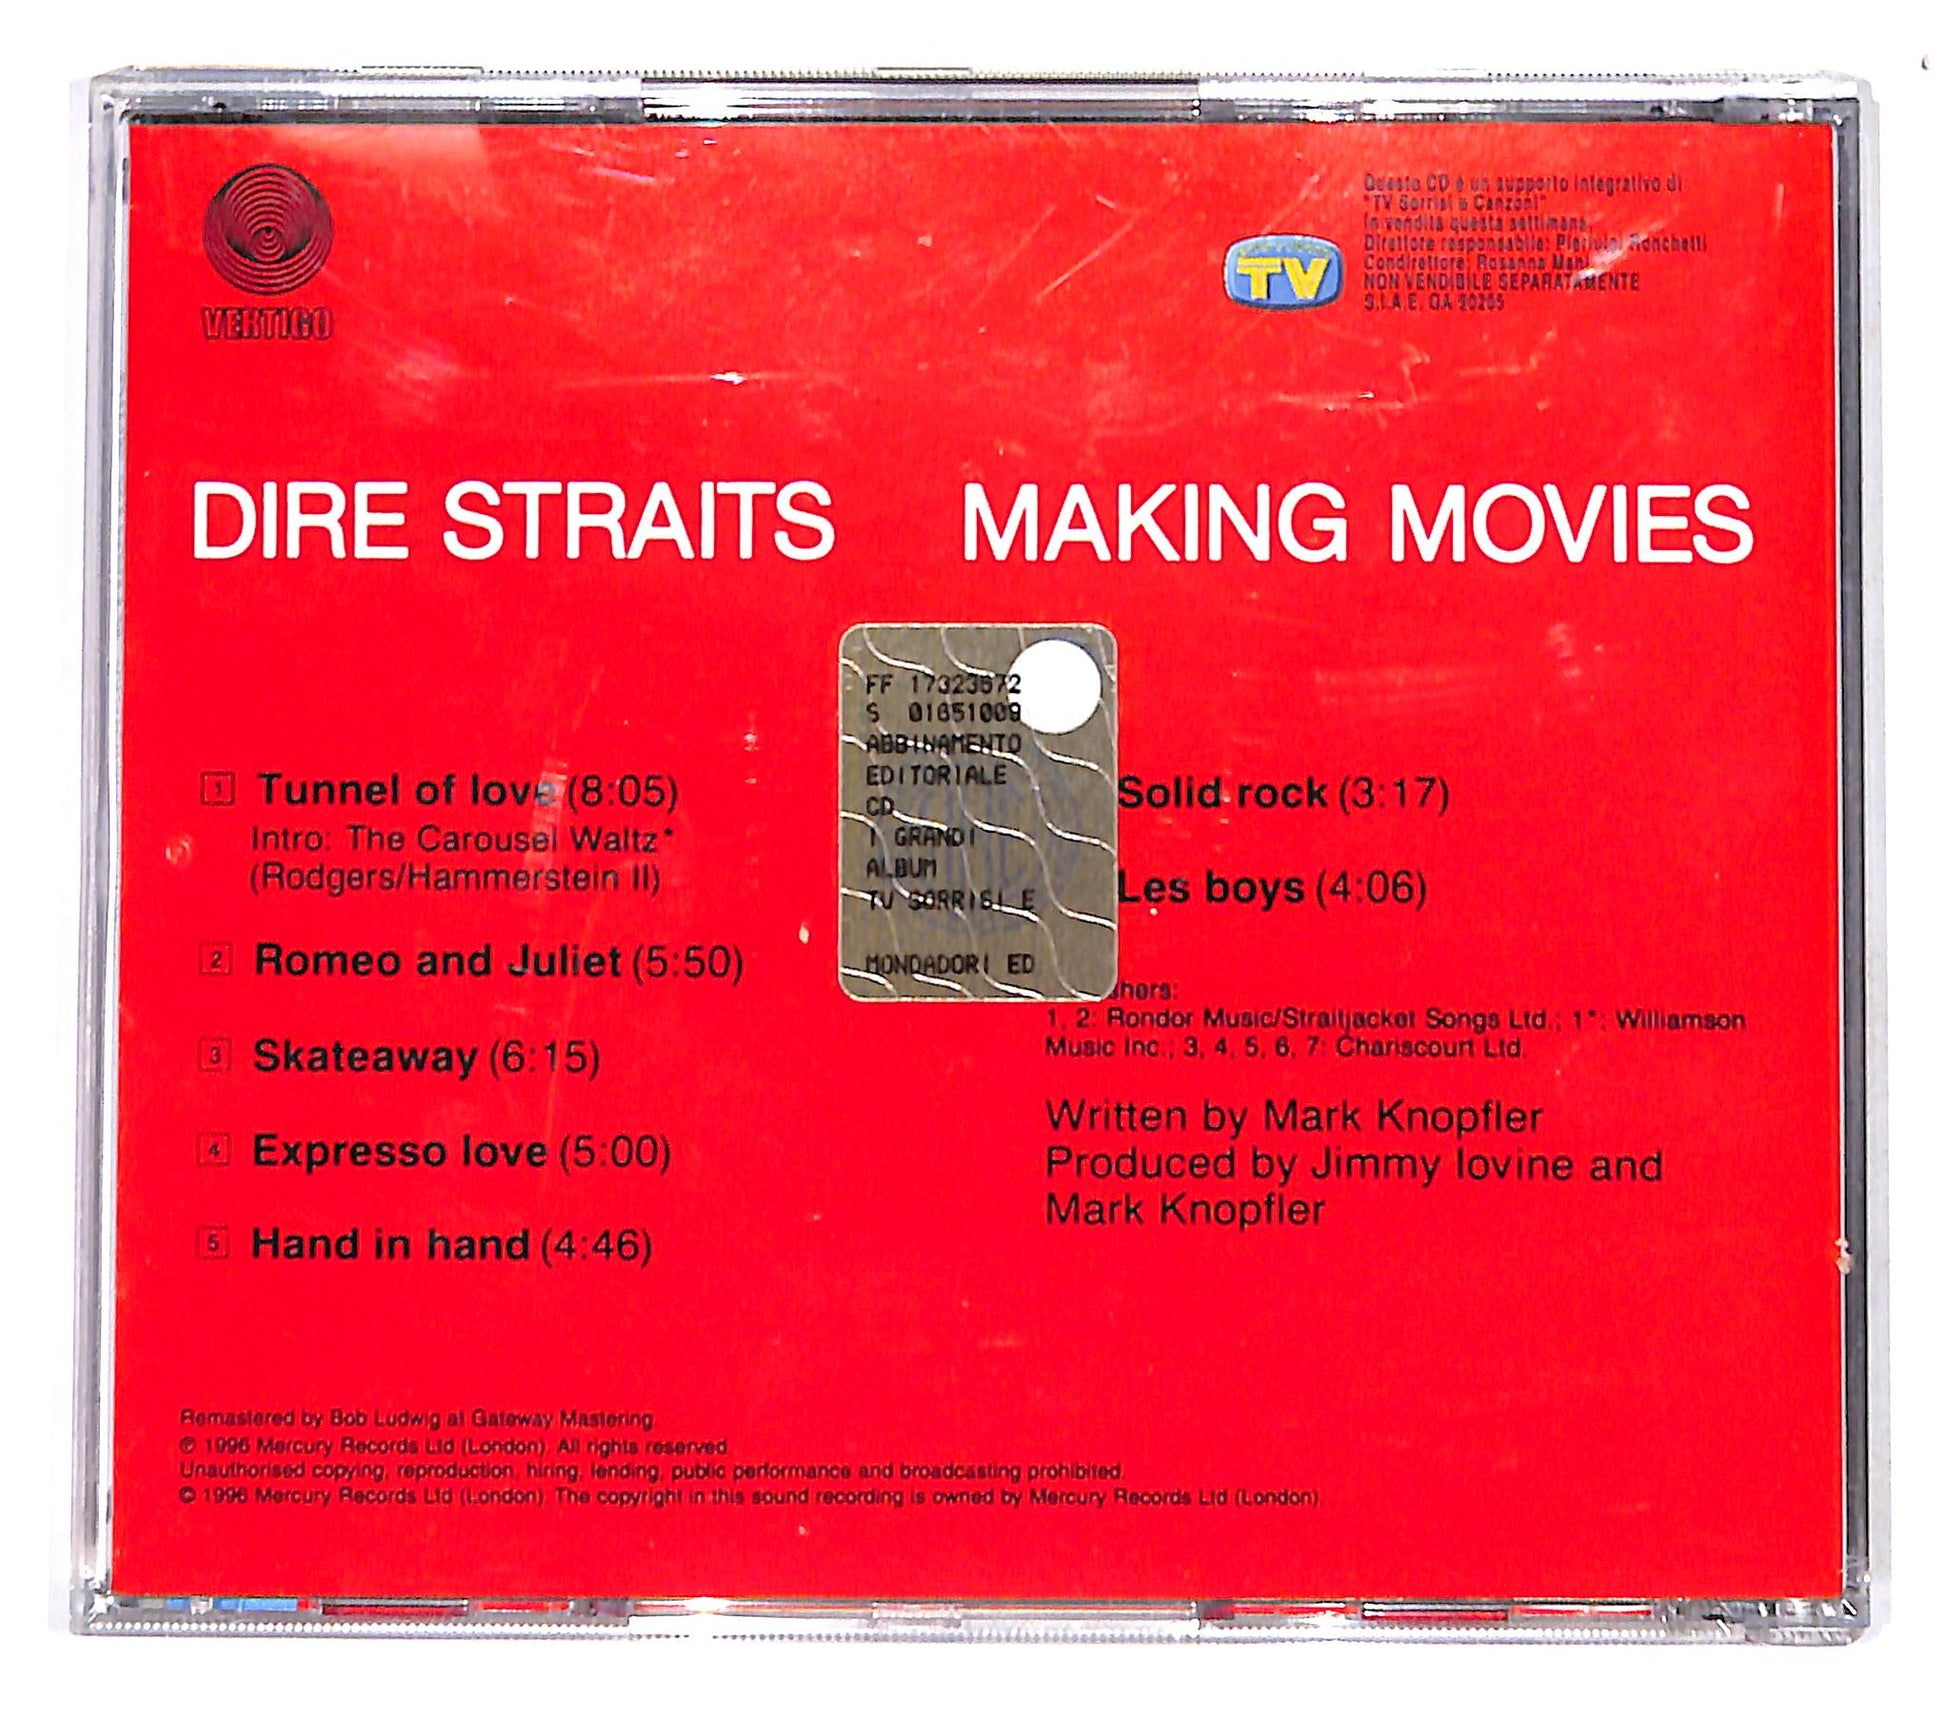 VERTIGO
TV
Questo CD è un supporto integrativo di
"TV Sorrisi e Canzoni"
in vendita questa settimana.
Direttore responsabile: Pierluigi Ronchetti
Condirettore: Rosanna Mani
NON VENDIBILE SEPARATAMENTE
S.I.A.E. OA 90205
DIRE STRAITS MAKING MOVIES
FF 17323572
S 01651009
ABBINAMENTO
EDITORIALE
CD
I GRANDI
ALBUM
TV SORRISI E
MONDADORI ED
1 Tunnel of love (8:05)
Intro: The Carousel Waltz*
(Rodgers/Hammerstein II)
2 Romeo and Juliet (5:50)
3 Skateaway (6:15)
4 Expresso love (5:00)
5 Hand in hand (4:46)
Solid rock (3:17)
Les boys (4:06)
1, 2: Rondor Music/Straitjacket Songs Ltd.; 1*: Williamson
Music Inc.; 3, 4, 5, 6, 7: Chariscourt Ltd.
Written by Mark Knopfler
Produced by Jimmy Iovine and
Mark Knopfler
Remastered by Bob Ludwig at Gateway Mastering.
℗ 1996 Mercury Records Ltd (London). All rights reserved.
Unauthorised copying, reproduction, hiring, lending, public performance and broadcasting prohibited.
© 1996 Mercury Records Ltd (London). The copyright in this sound recording is owned by Mercury Records Ltd (London).